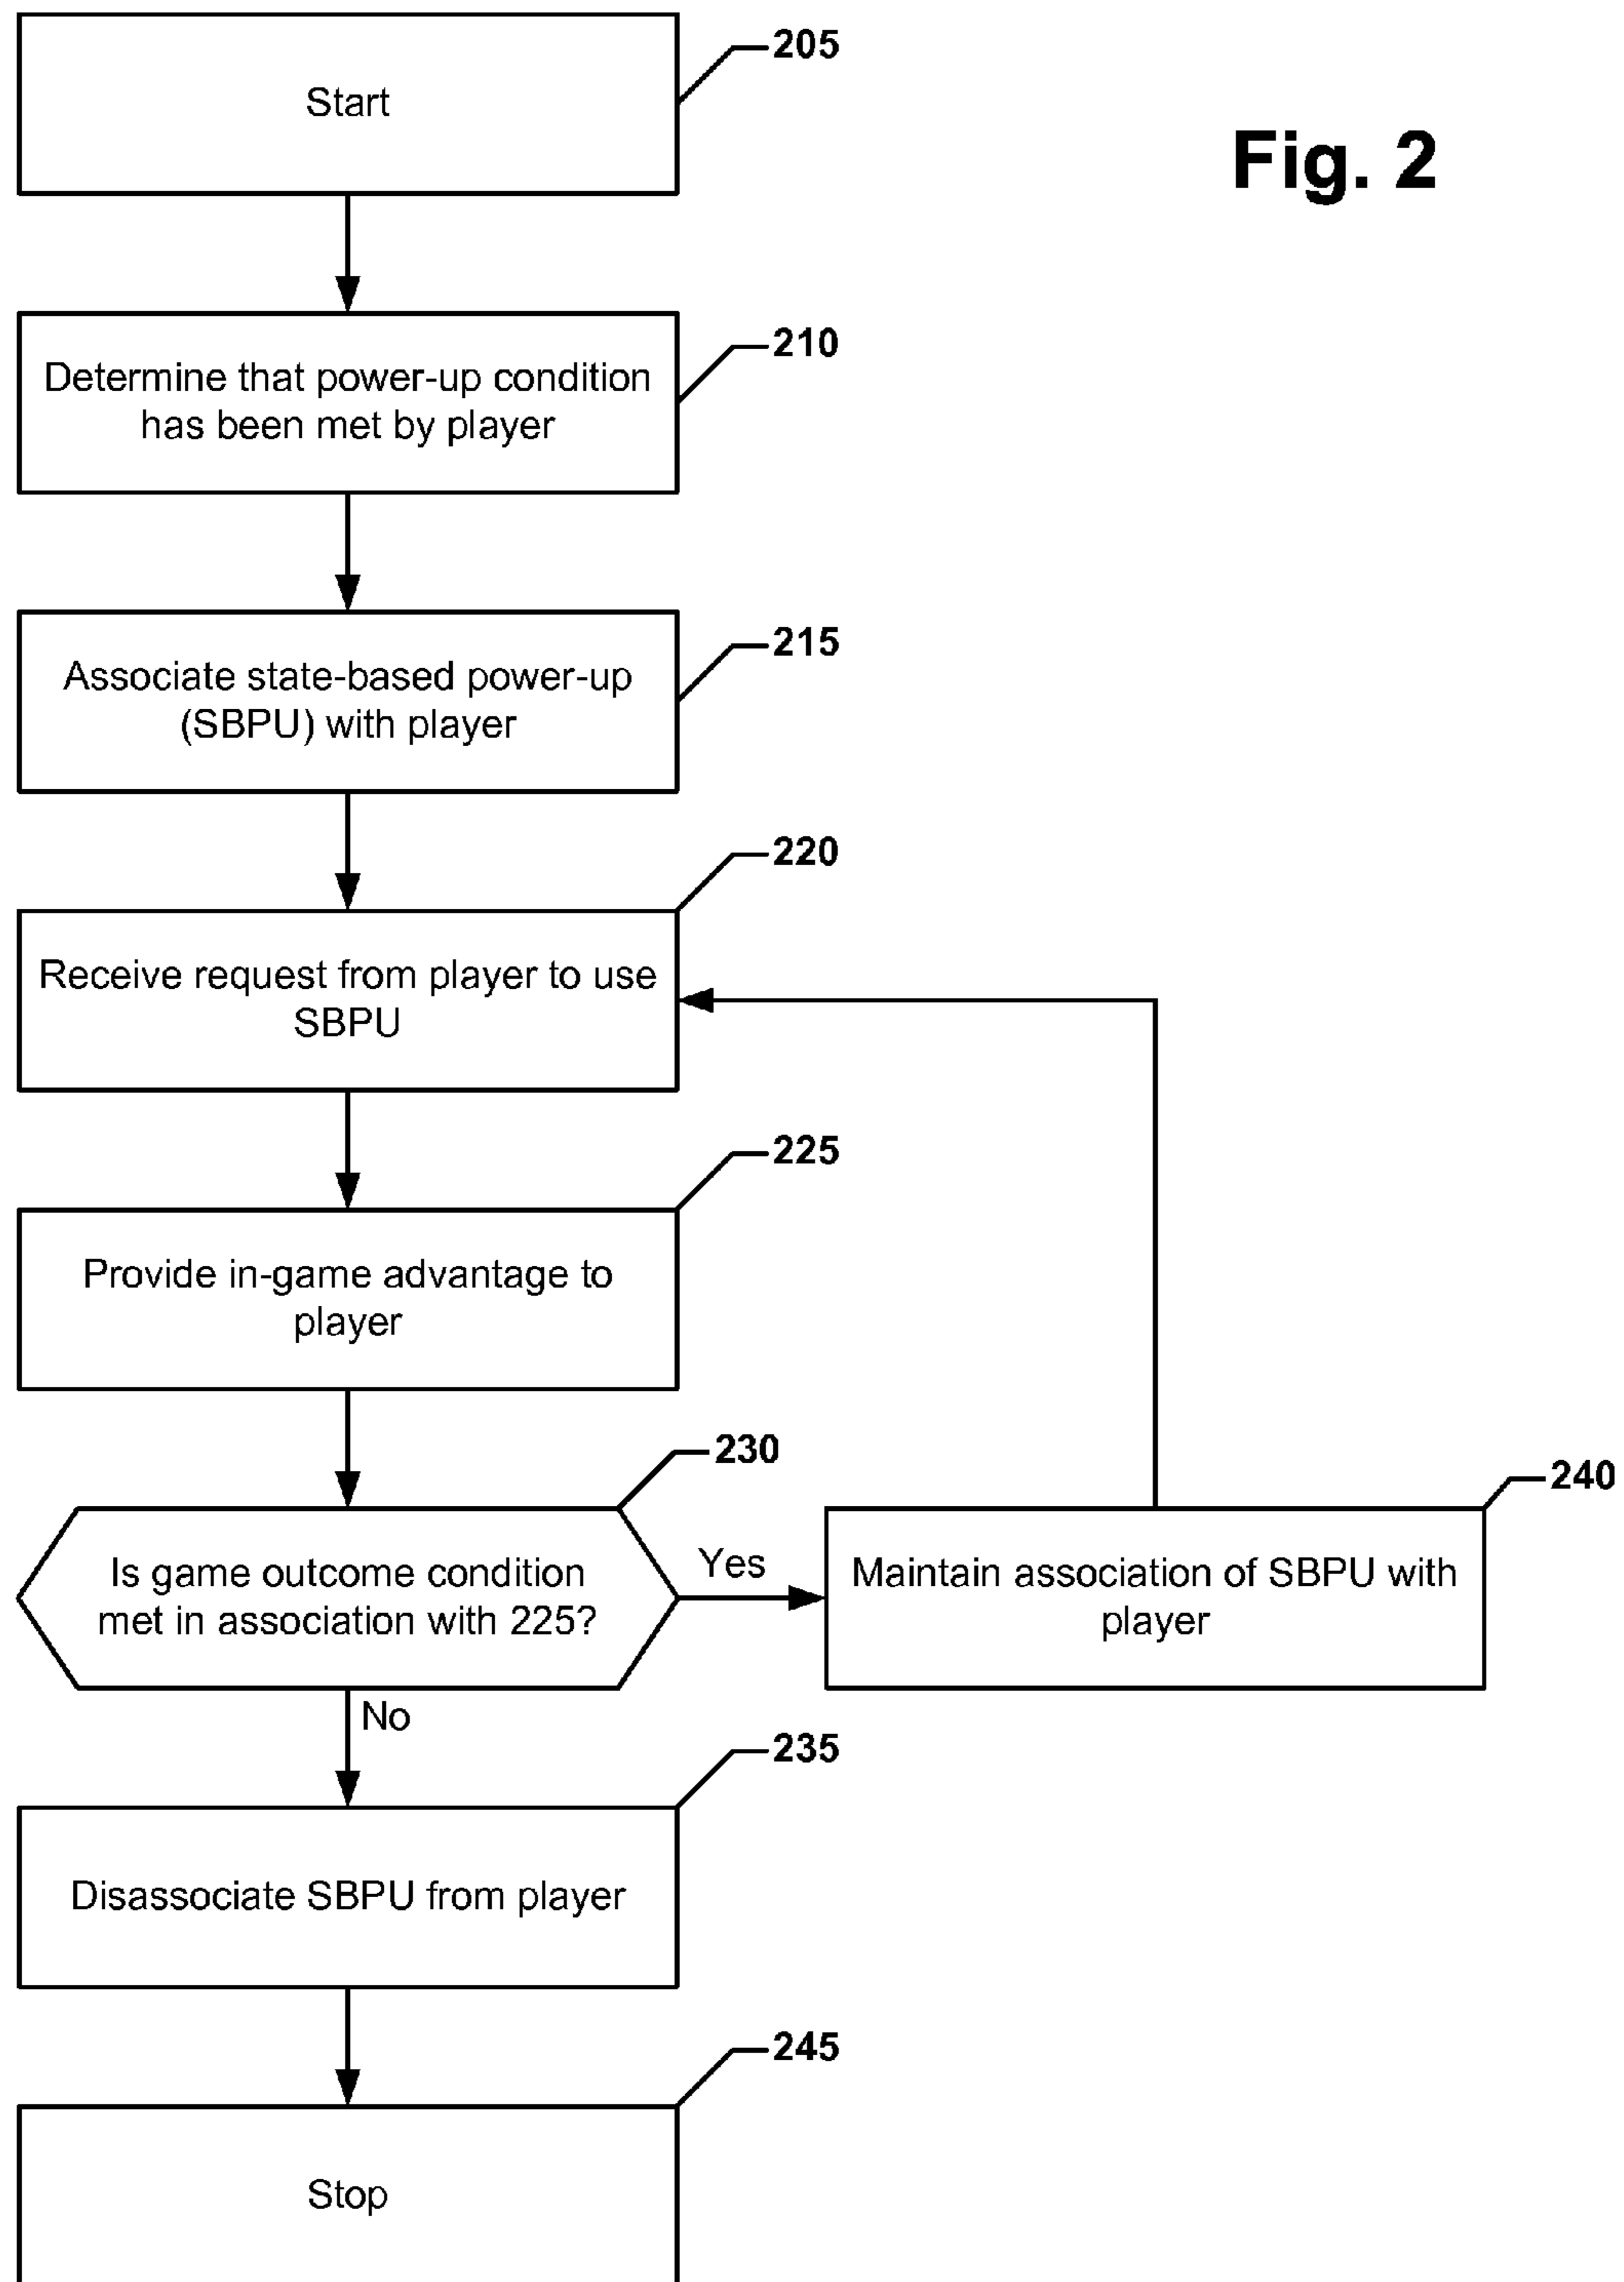 Fig. 2
Start
205
Determine that power-up condition
has been met by player
210
Associate state-based power-up
(SBPU) with player
215
Receive request from player to use
SBPU
220
Provide in-game advantage to
player
225
Is game outcome condition
met in association with 225?
230
Yes
Maintain association of SBPU with
player
240
No
Disassociate SBPU from player
235
Stop
245